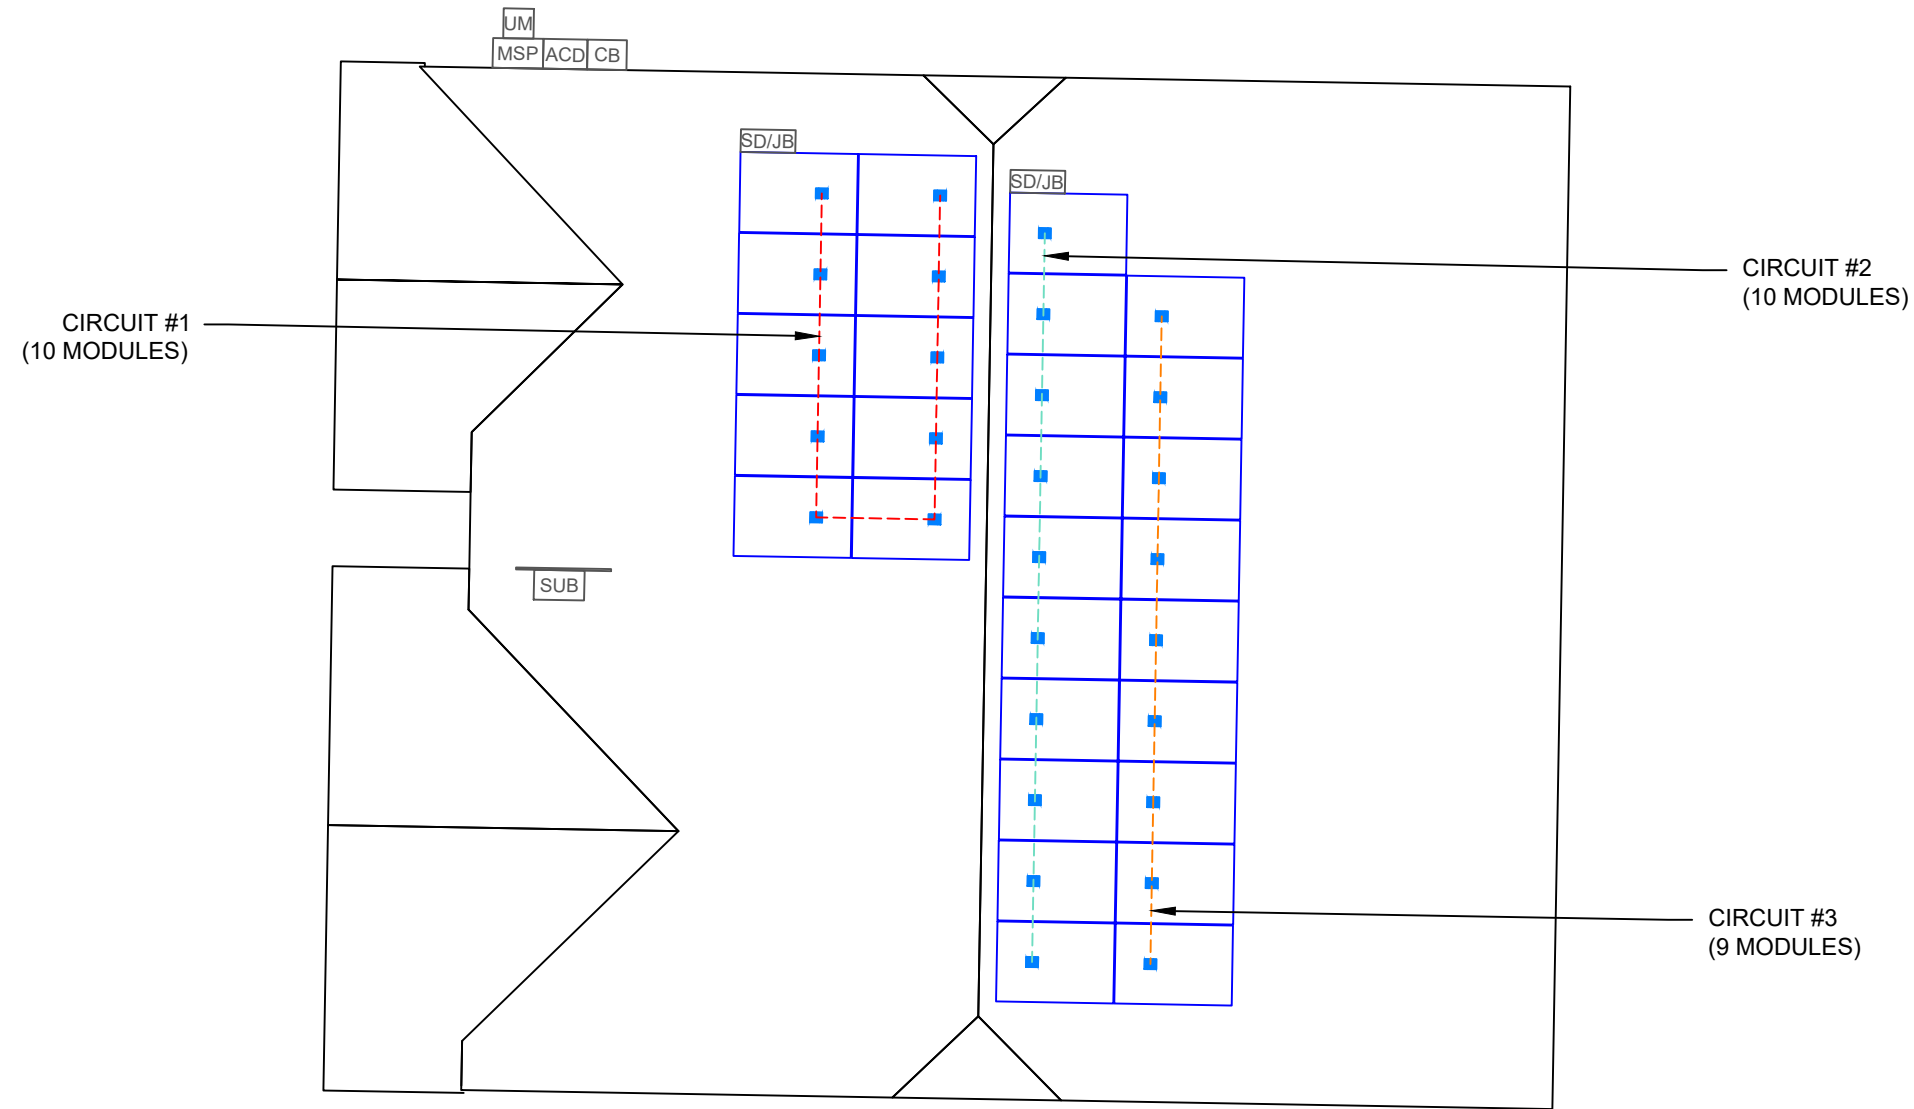 UM
MSP ACD CB
SD/JB
SD/JB
CIRCUIT #2
(10 MODULES)
CIRCUIT #1
(10 MODULES)
SUB
CIRCUIT #3
(9 MODULES)